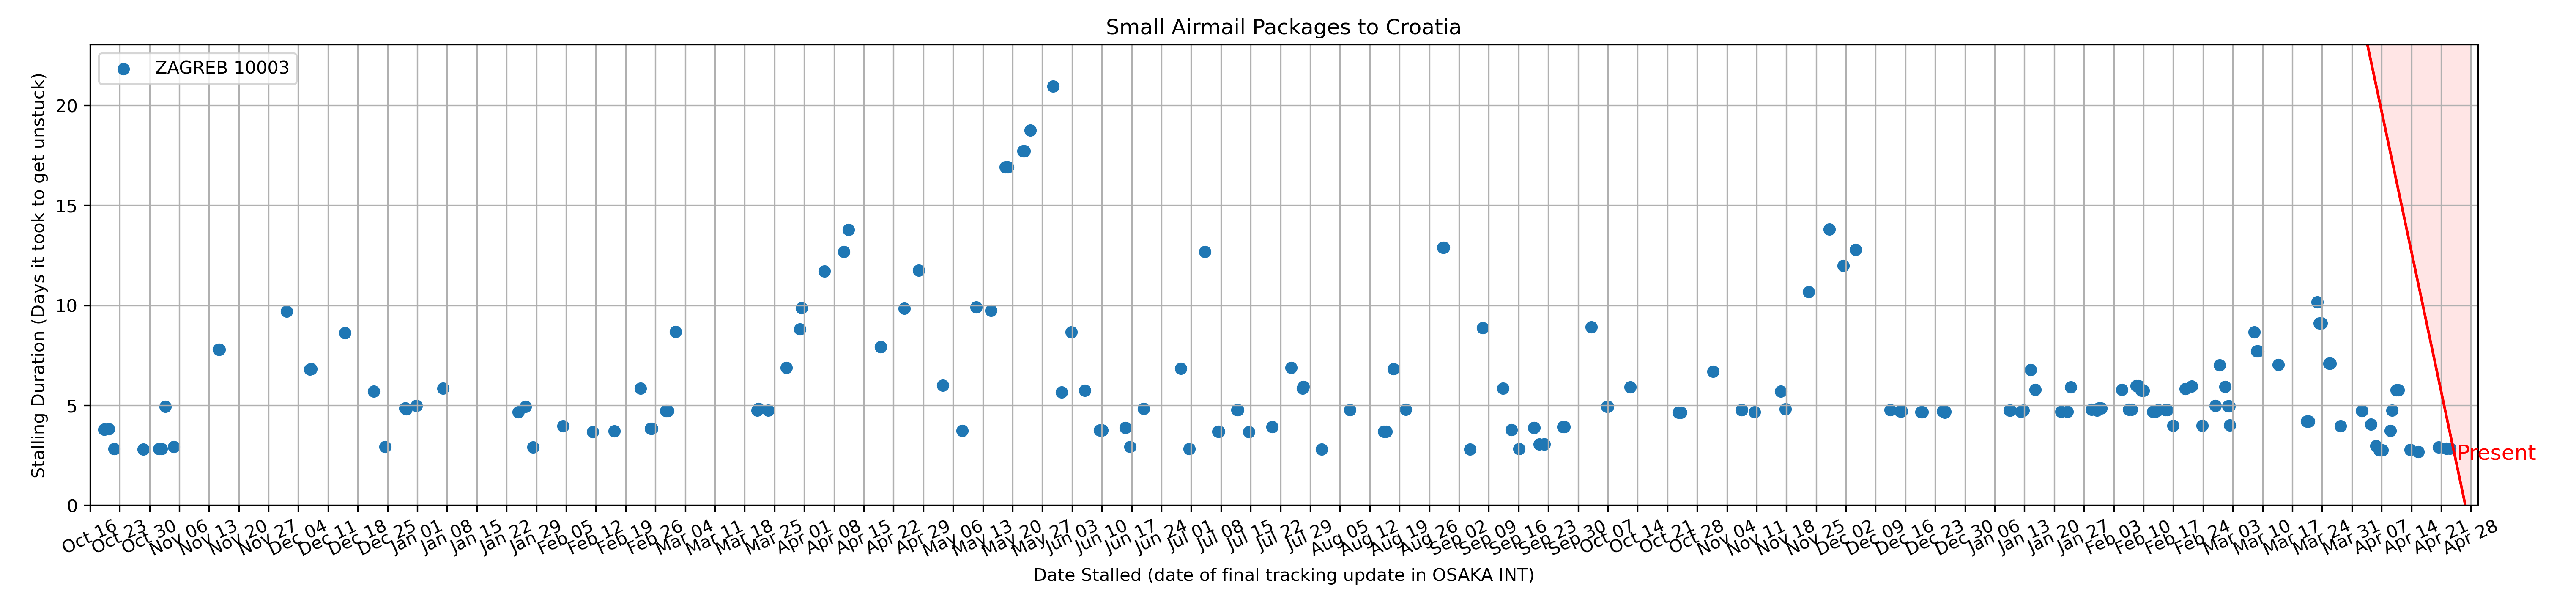 Small Airmail Packages to Croatia
ZAGREB 10003
Stalling Duration (Days it took to get unstuck)
20
15
10
5
0
Present
Oct 16 Oct 23 Oct 30 Nov 06 Nov 13 Nov 20 Nov 27 Dec 04 Dec 11 Dec 18 Dec 25 Jan 01 Jan 08 Jan 15 Jan 22 Jan 29 Feb 05 Feb 12 Feb 19 Feb 26 Mar 04 Mar 11 Mar 18 Mar 25 Apr 01 Apr 08 Apr 15 Apr 22 Apr 29 May 06 May 13 May 20 May 27 Jun 03 Jun 10 Jun 17 Jun 24 Jul 01 Jul 08 Jul 15 Jul 22 Jul 29 Aug 05 Aug 12 Aug 19 Aug 26 Sep 02 Sep 09 Sep 16 Sep 23 Sep 30 Oct 07 Oct 14 Oct 21 Oct 28 Nov 04 Nov 11 Nov 18 Nov 25 Dec 02 Dec 09 Dec 16 Dec 23 Dec 30 Jan 06 Jan 13 Jan 20 Jan 27 Feb 03 Feb 10 Feb 17 Feb 24 Mar 03 Mar 10 Mar 17 Mar 24 Mar 31 Apr 07 Apr 14 Apr 21 Apr 28
Date Stalled (date of final tracking update in OSAKA INT)